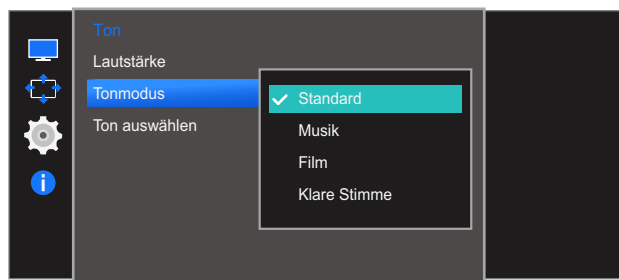 Ton
Lautstärke
Tonmodus
Ton auswählen
Standard
Musik
Film
Klare Stimme